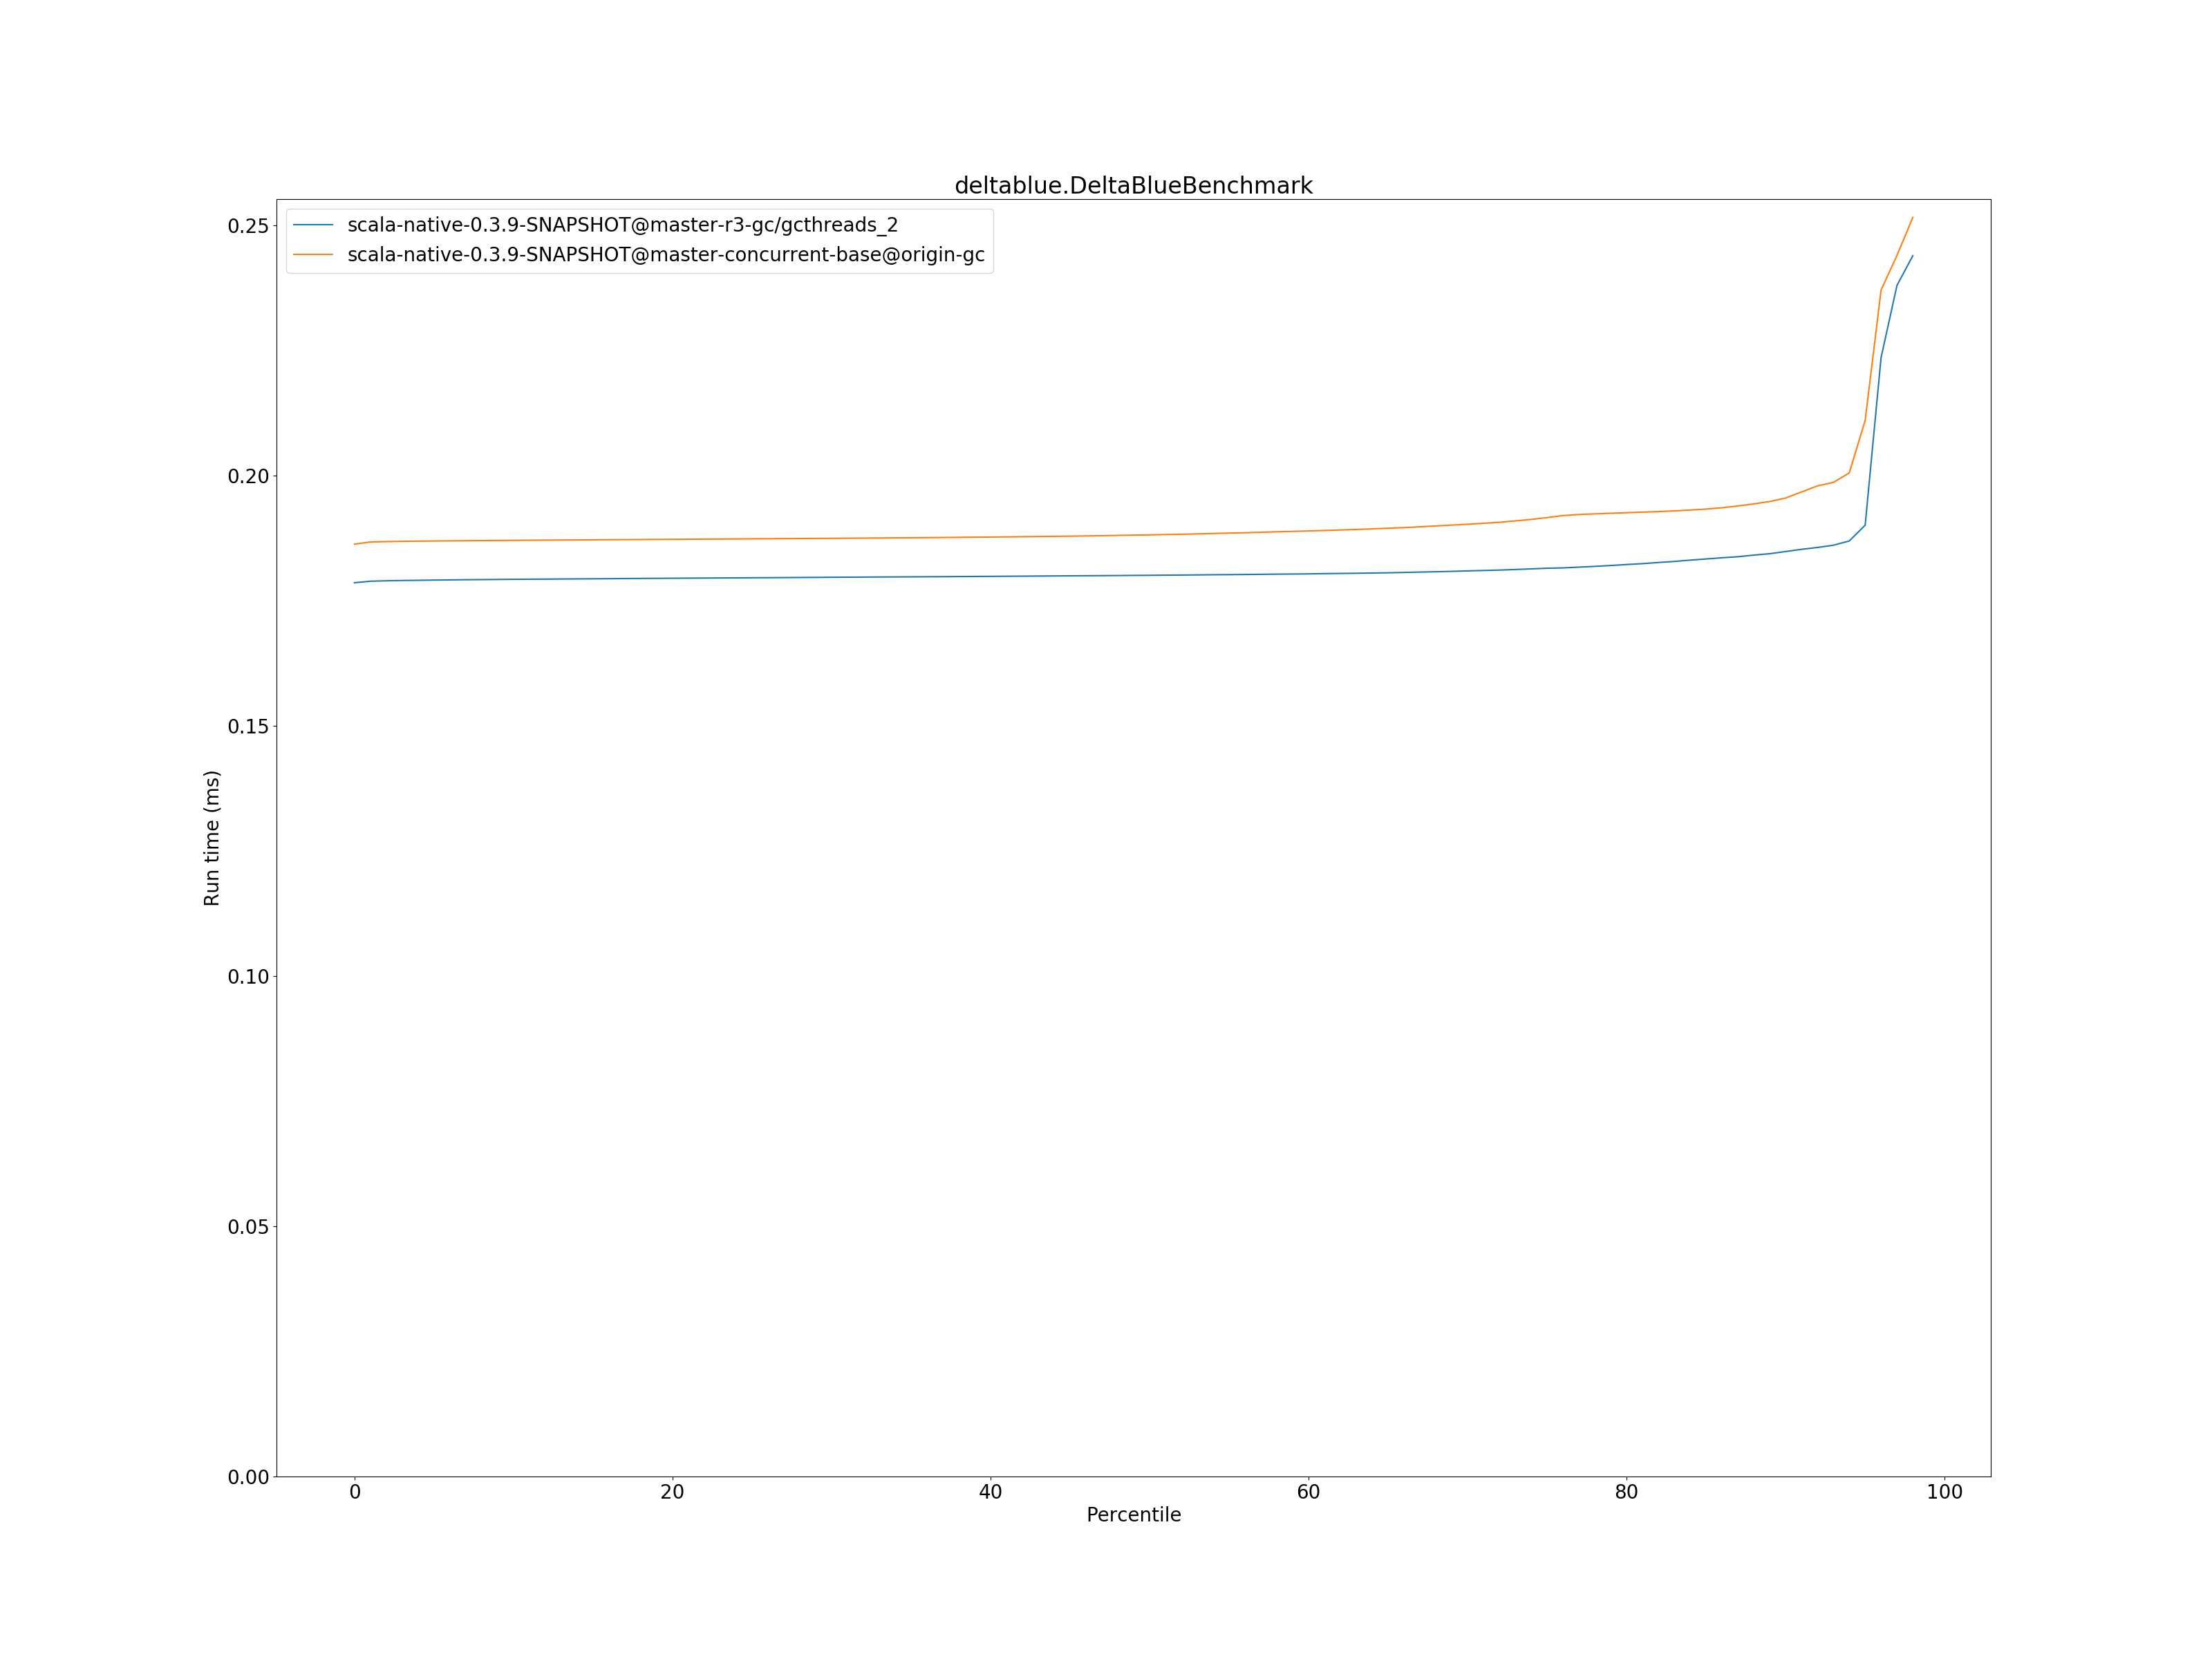 deltablue.DeltaBlueBenchmark
scala-native-0.3.9-SNAPSHOT@master-r3-gc/gcthreads_2
scala-native-0.3.9-SNAPSHOT@master-concurrent-base@origin-gc
Run time (ms)
0.25
0.20
0.15
0.10
0.05
0.00
0 20 40 60 80 100
Percentile